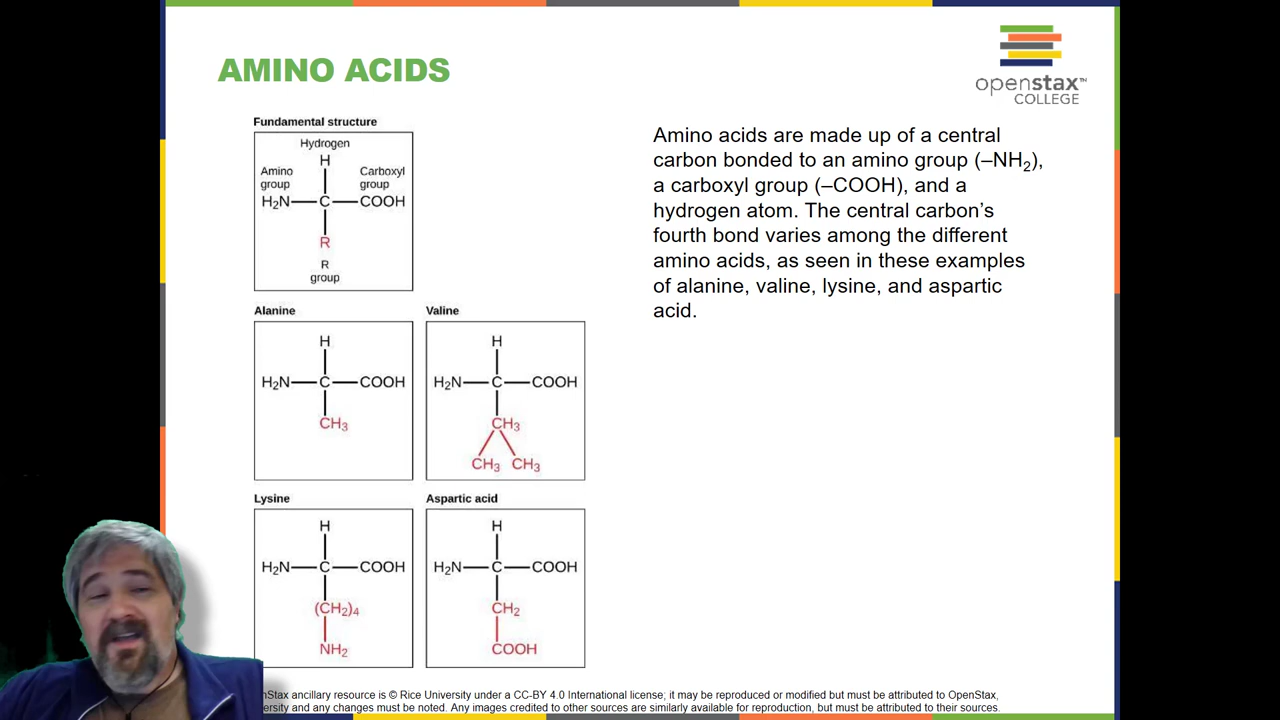 AMINO ACIDS
openstax™
COLLEGE
Fundamental structure
Hydrogen
H
Amino
group
Carboxyl
group
H₂N C COOH
R
R
group
Amino acids are made up of a central
carbon bonded to an amino group (–NH₂),
a carboxyl group (–COOH), and a
hydrogen atom. The central carbon’s
fourth bond varies among the different
amino acids, as seen in these examples
of alanine, valine, lysine, and aspartic
acid.
Alanine
H
H₂N C COOH
CH₃
Valine
H
H₂N C COOH
CH₃
CH₃ CH₃
Lysine
H
H₂N C COOH
(CH₂)₄
NH₂
Aspartic acid
H
H₂N C COOH
CH₂
COOH
ancillary resource is © Rice University under a CC-BY 4.0 International license; it may be reproduced or modified but must be attributed to OpenStax,
and any changes must be noted. Any images credited to other sources are similarly available for reproduction, but must be attributed to their sources.